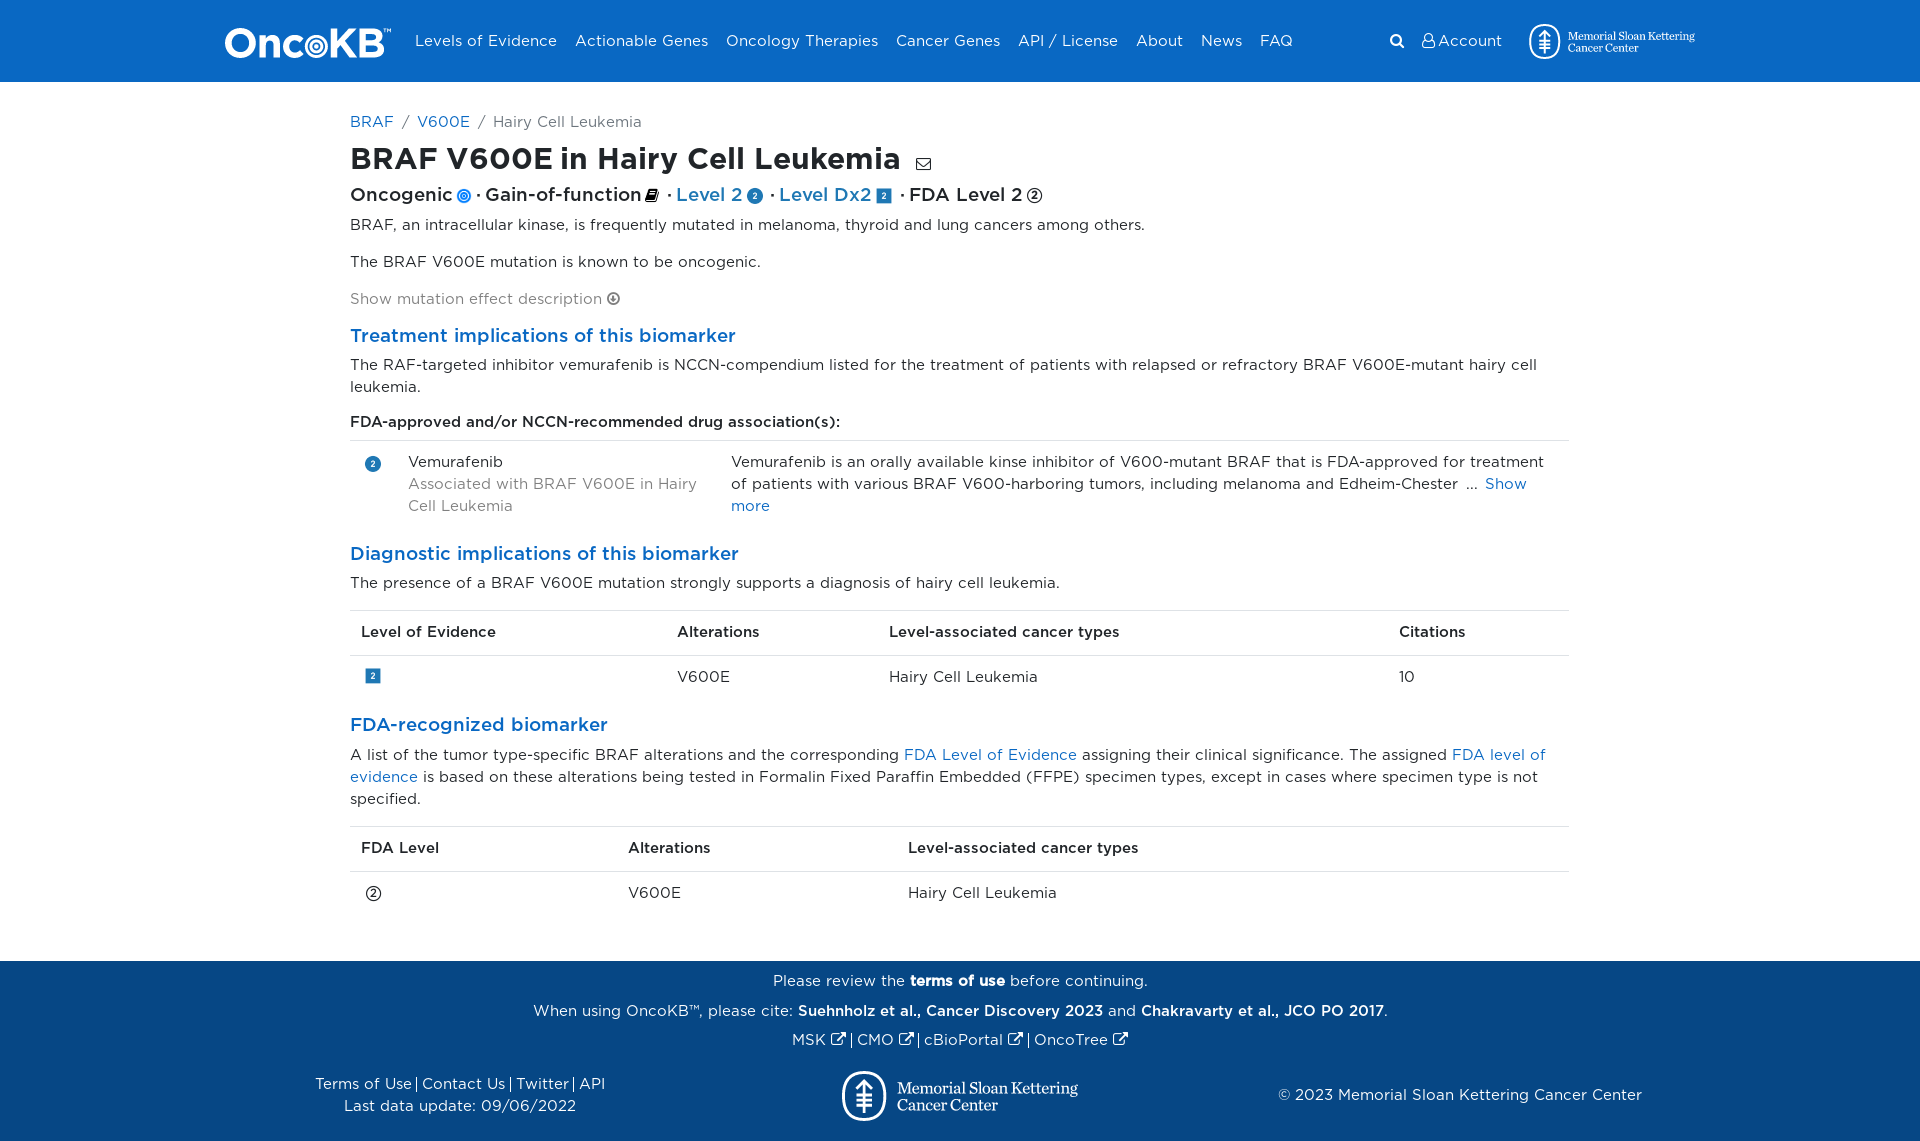 OncoKB™ Levels of Evidence Actionable Genes Oncology Therapies Cancer Genes API / License About News FAQ Account Memorial Sloan Kettering
Cancer Center
BRAF / V600E / Hairy Cell Leukemia
BRAF V600E in Hairy Cell Leukemia
Oncogenic · Gain-of-function · Level 2 2 · Level Dx2 2 · FDA Level 2 2
BRAF, an intracellular kinase, is frequently mutated in melanoma, thyroid and lung cancers among others.
The BRAF V600E mutation is known to be oncogenic.
Show mutation effect description
Treatment implications of this biomarker
The RAF-targeted inhibitor vemurafenib is NCCN-compendium listed for the treatment of patients with relapsed or refractory BRAF V600E-mutant hairy cell
leukemia.
FDA-approved and/or NCCN-recommended drug association(s):
2 Vemurafenib
Associated with BRAF V600E in Hairy
Cell Leukemia
Vemurafenib is an orally available kinse inhibitor of V600-mutant BRAF that is FDA-approved for treatment
of patients with various BRAF V600-harboring tumors, including melanoma and Edheim-Chester ... Show
more
Diagnostic implications of this biomarker
The presence of a BRAF V600E mutation strongly supports a diagnosis of hairy cell leukemia.
Level of Evidence Alterations Level-associated cancer types Citations
2 V600E Hairy Cell Leukemia 10
FDA-recognized biomarker
A list of the tumor type-specific BRAF alterations and the corresponding FDA Level of Evidence assigning their clinical significance. The assigned FDA level of
evidence is based on these alterations being tested in Formalin Fixed Paraffin Embedded (FFPE) specimen types, except in cases where specimen type is not
specified.
FDA Level Alterations Level-associated cancer types
2 V600E Hairy Cell Leukemia
Please review the terms of use before continuing.
When using OncoKB™, please cite: Suehnholz et al., Cancer Discovery 2023 and Chakravarty et al., JCO PO 2017.
MSK | CMO | cBioPortal | OncoTree
Terms of Use | Contact Us | Twitter | API
Last data update: 09/06/2022
Memorial Sloan Kettering
Cancer Center
© 2023 Memorial Sloan Kettering Cancer Center